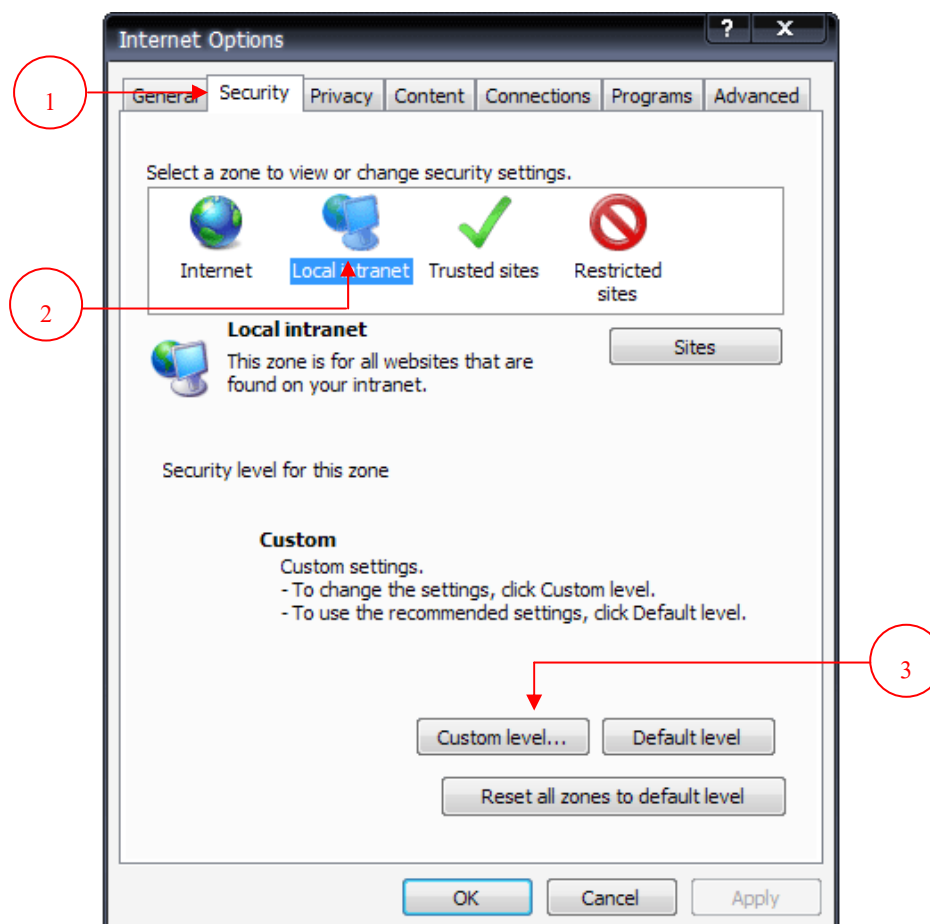 Internet Options
? X
1
General Security Privacy Content Connections Programs Advanced
Select a zone to view or change security settings.
Internet Local intranet Trusted sites Restricted
sites
2
Local intranet
This zone is for all websites that are
found on your intranet.
Sites
Security level for this zone
Custom
Custom settings.
- To change the settings, click Custom level.
- To use the recommended settings, click Default level.
3
Custom level... Default level
Reset all zones to default level
OK Cancel Apply